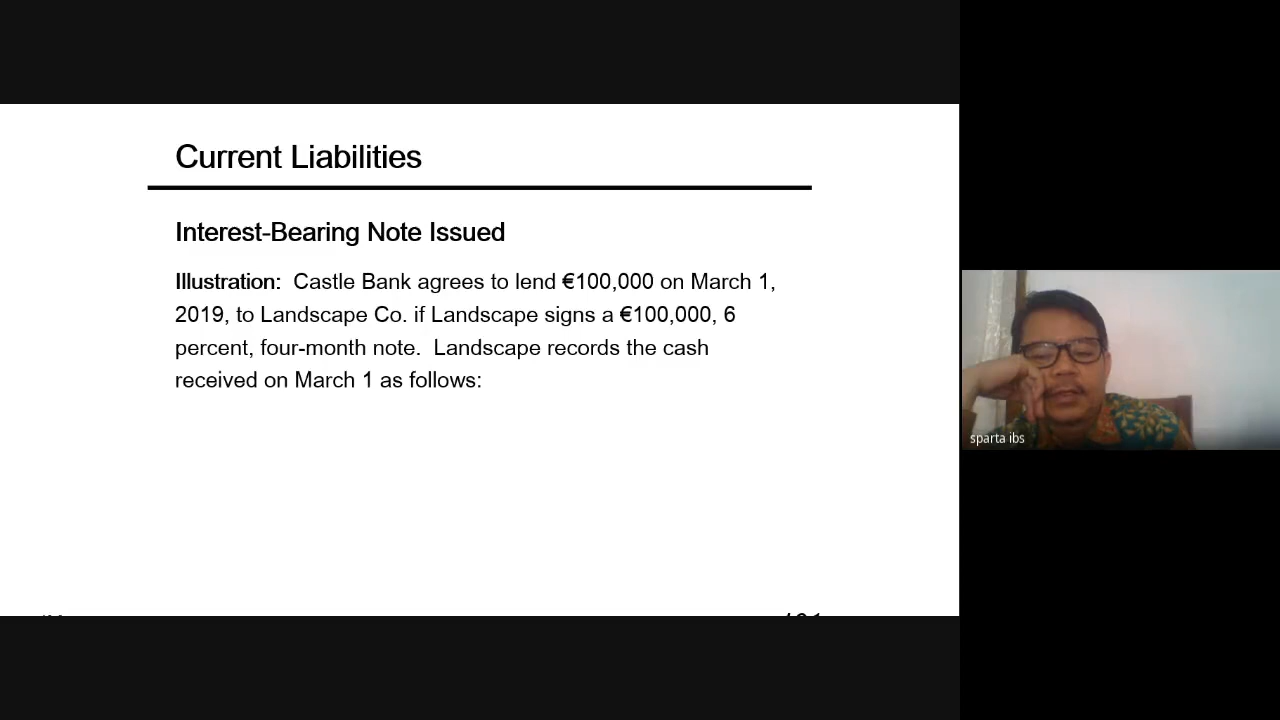 Current Liabilities
Interest-Bearing Note Issued
Illustration: Castle Bank agrees to lend €100,000 on March 1,
2019, to Landscape Co. if Landscape signs a €100,000, 6
percent, four-month note. Landscape records the cash
received on March 1 as follows:
sparta ibs